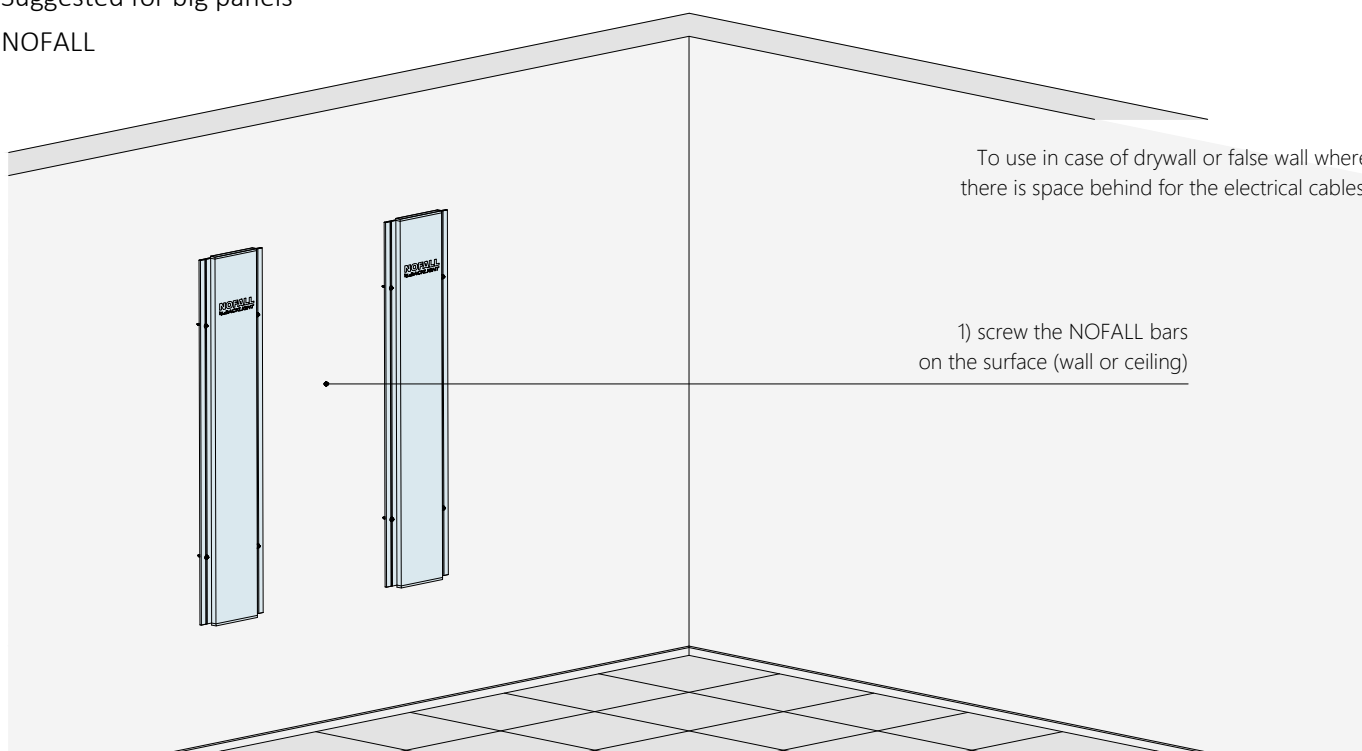 Suggested for big panels
NOFALL
To use in case of drywall or false wall where
there is space behind for the electrical cables
1) screw the NOFALL bars
on the surface (wall or ceiling)
NOFALL
NOFALL